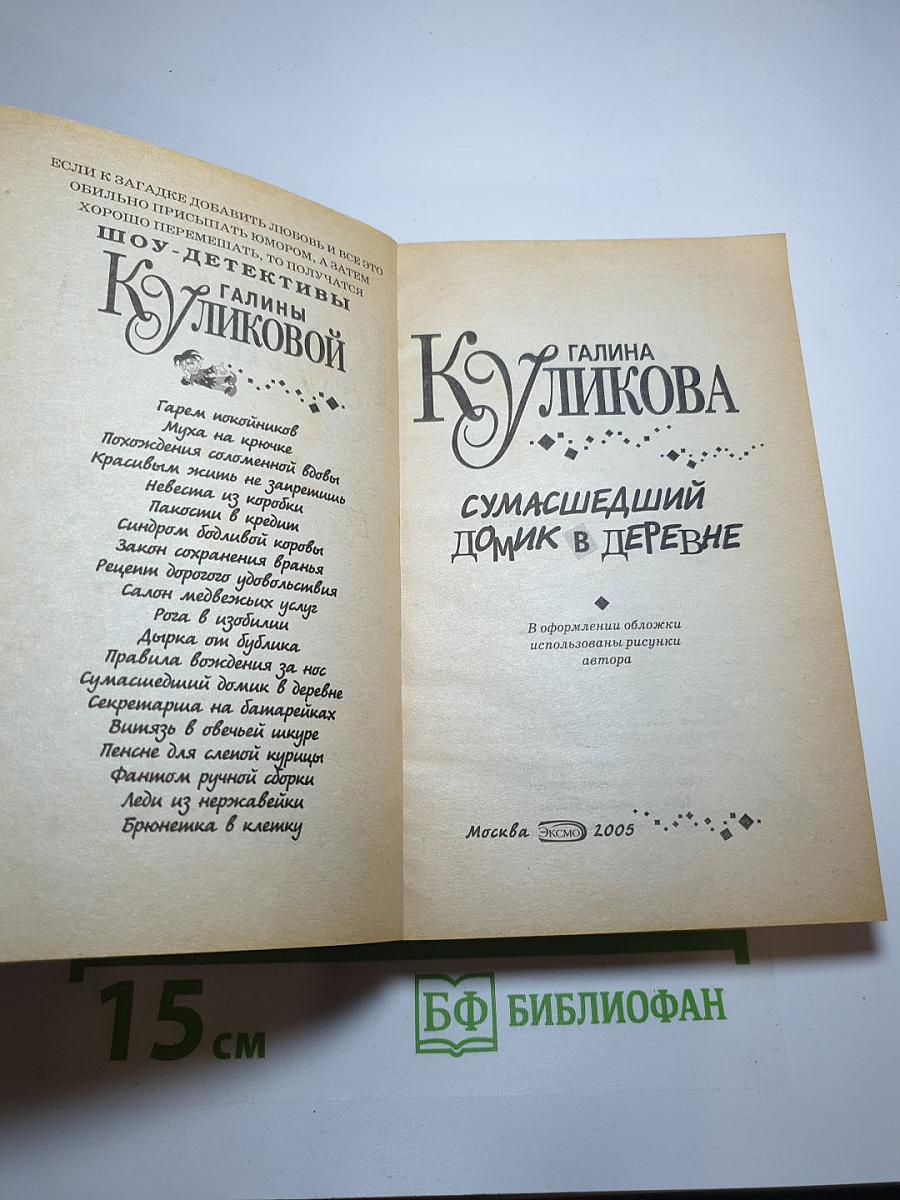 ЕСЛИ К ЗАГАДКЕ ДОБАВИТЬ ЛЮБОВЬ И ВСЕ ЭТО
ОБИЛЬНО ПРИСЫПАТЬ ЮМОРОМ, А ЗАТЕМ
ХОРОШО ПЕРЕМЕШАТЬ, ТО ПОЛУЧАТСЯ
ШОУ-ДЕТЕКТИВЫ
ГАЛИНЫ
КУЛИКОВОЙ
Гарем покойников
Муха на крючке
Похождения соломенной вдовы
Красивым жить не запретишь
Невеста из коробки
Пакости в кредит
Синдром бодливой коровы
Закон сохранения вранья
Рецепт дорогого удовольствия
Салон медвежьих услуг
Рога в изобилии
Дырка от бублика
Правила вождения за нос
Сумасшедший домик в деревне
Секретарша на батарейках
Витязь в овечьей шкуре
Пенсне для слепой курицы
Фантом ручной сборки
Леди из нержавейки
Брюнетка в клетку
ГАЛИНА
КУЛИКОВА
СУМАСШЕДШИЙ
ДОМИК В ДЕРЕВНЕ
В оформлении обложки
использованы рисунки
автора
Москва ЭКСМО 2005
15 см
БФ БИБЛИОФАН